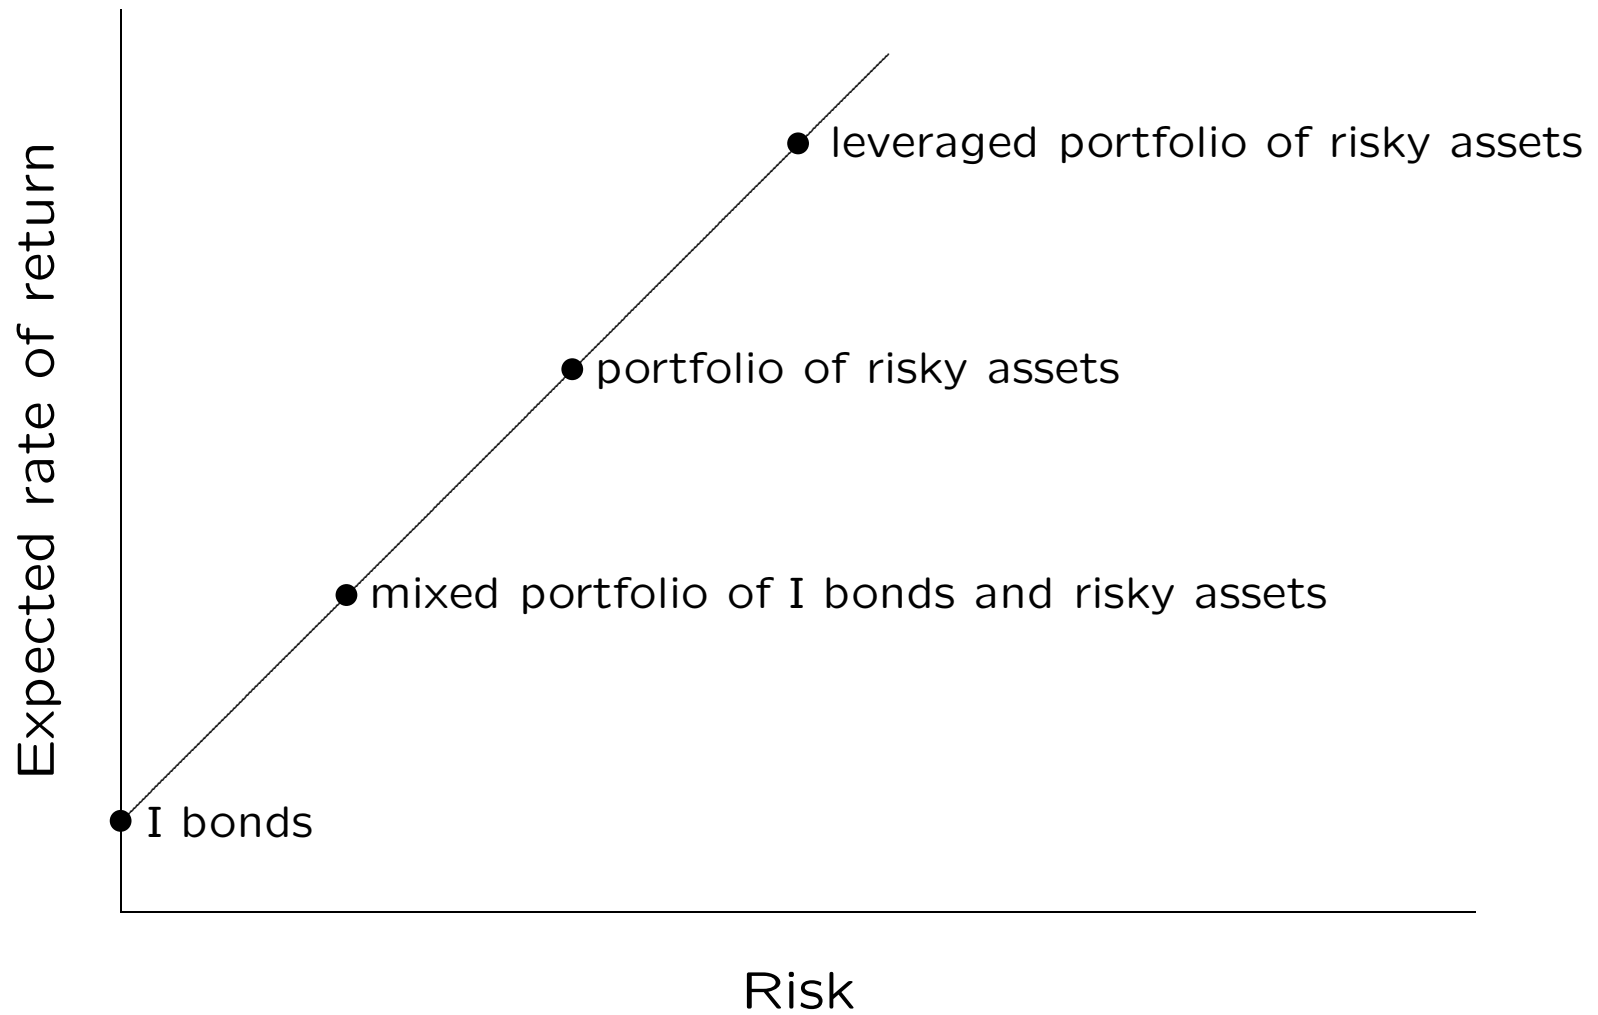 Expected rate of return
leveraged portfolio of risky assets
portfolio of risky assets
mixed portfolio of I bonds and risky assets
I bonds
Risk